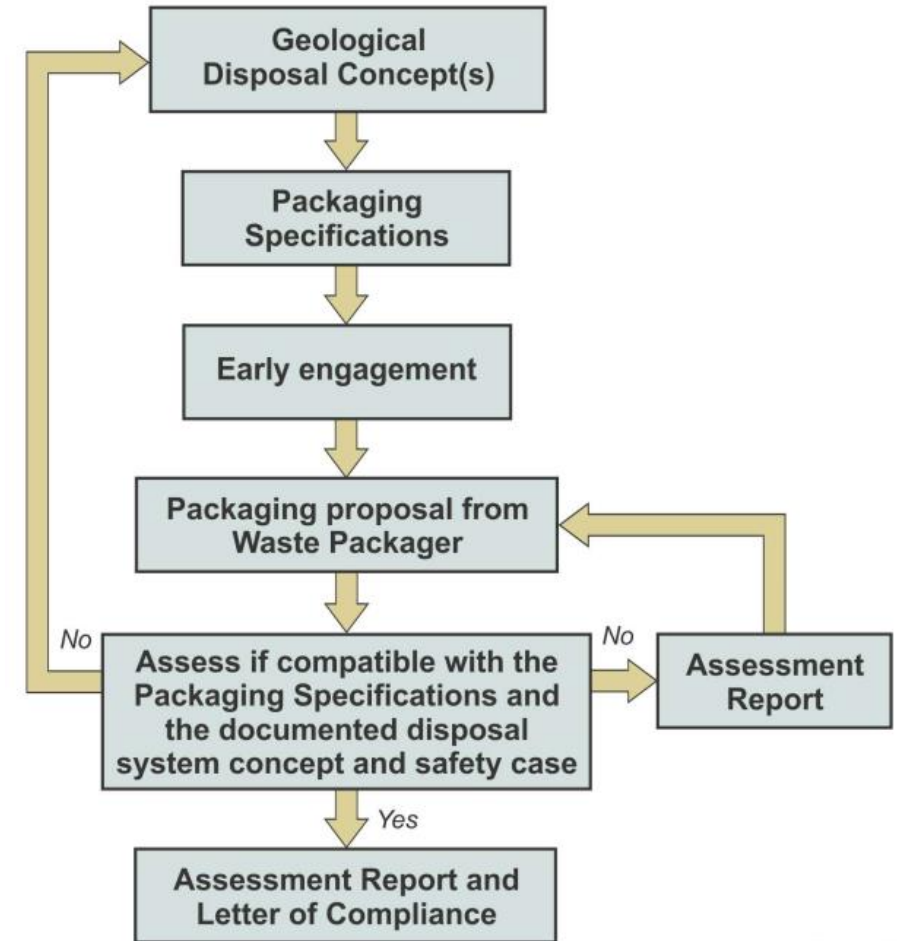 Geological
Disposal Concept(s)
Packaging
Specifications
Early engagement
Packaging proposal from
Waste Packager
No
Assess if compatible with the
Packaging Specifications and
the documented disposal
system concept and safety case
No
Assessment
Report
Yes
Assessment Report and
Letter of Compliance